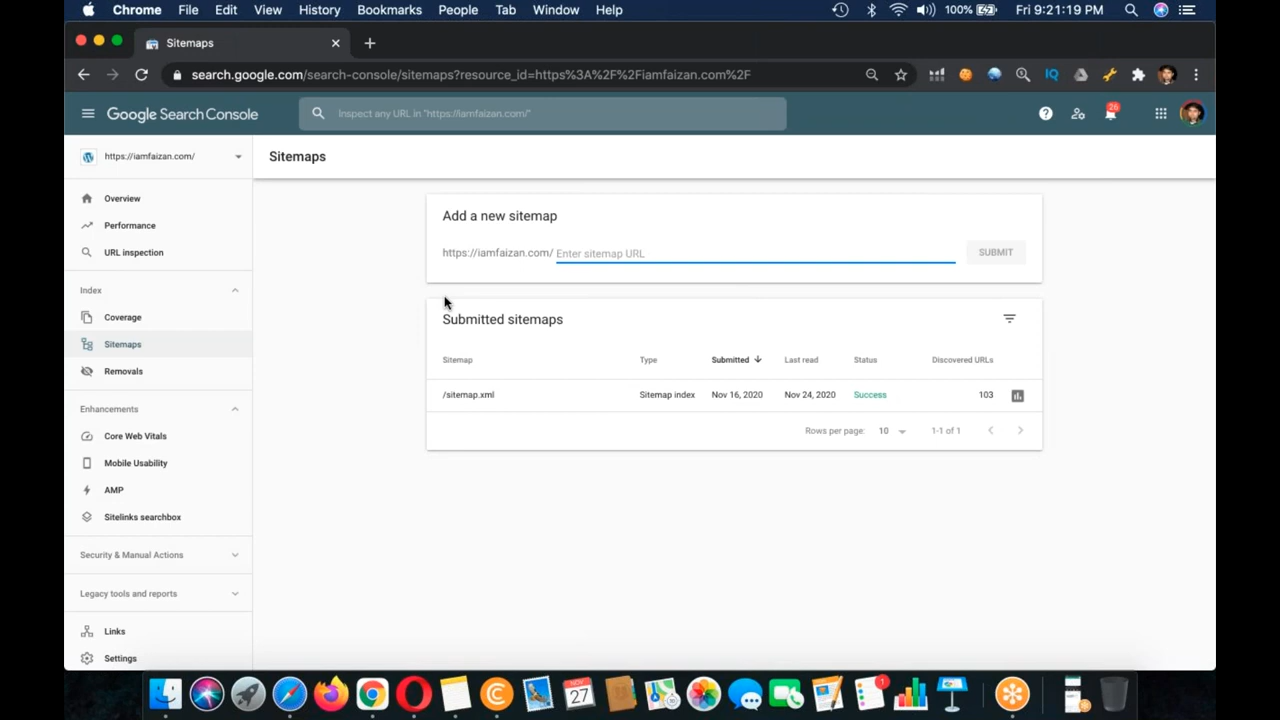 Chrome File Edit View History Bookmarks People Tab Window Help 100% Fri 9:21:19 PM
Sitemaps
search.google.com/search-console/sitemaps?resource_id=https%3A%2F%2Fiamfaizan.com%2F
IQ
Google Search Console
Inspect any URL in "https://iamfaizan.com/"
26
https://iamfaizan.com/
Sitemaps
Overview
Performance
URL inspection
Index
Coverage
Sitemaps
Removals
Enhancements
Core Web Vitals
Mobile Usability
AMP
Sitelinks searchbox
Security & Manual Actions
Legacy tools and reports
Links
Settings
Add a new sitemap
https://iamfaizan.com/ Enter sitemap URL SUBMIT
Submitted sitemaps
Sitemap Type Submitted Last read Status Discovered URLs
/sitemap.xml Sitemap index Nov 16, 2020 Nov 24, 2020 Success 103
Rows per page: 10 1-1 of 1
NOV
27
1